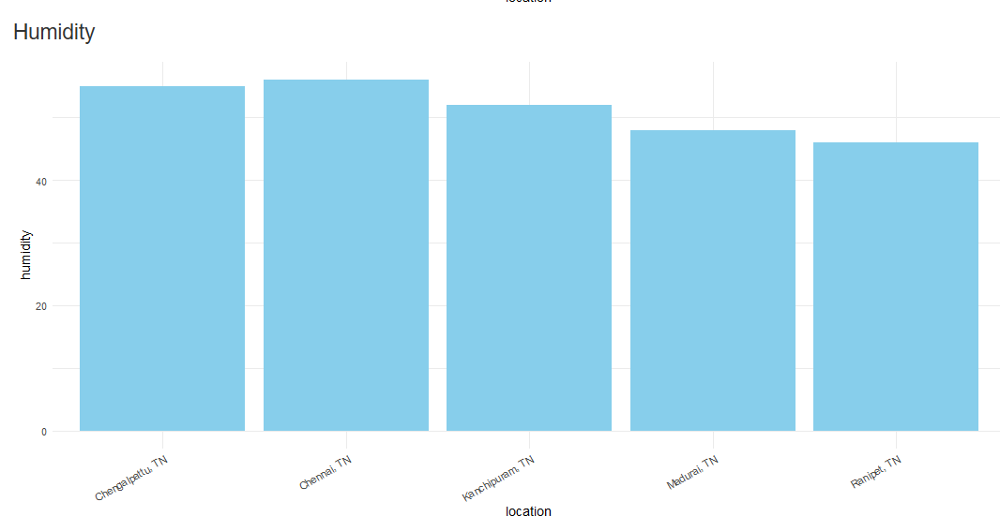 location
Humidity
humidity
40
20
0
Chengalpattu, TN
Chennai, TN
Kanchipuram, TN
Madurai, TN
Ranipet, TN
location